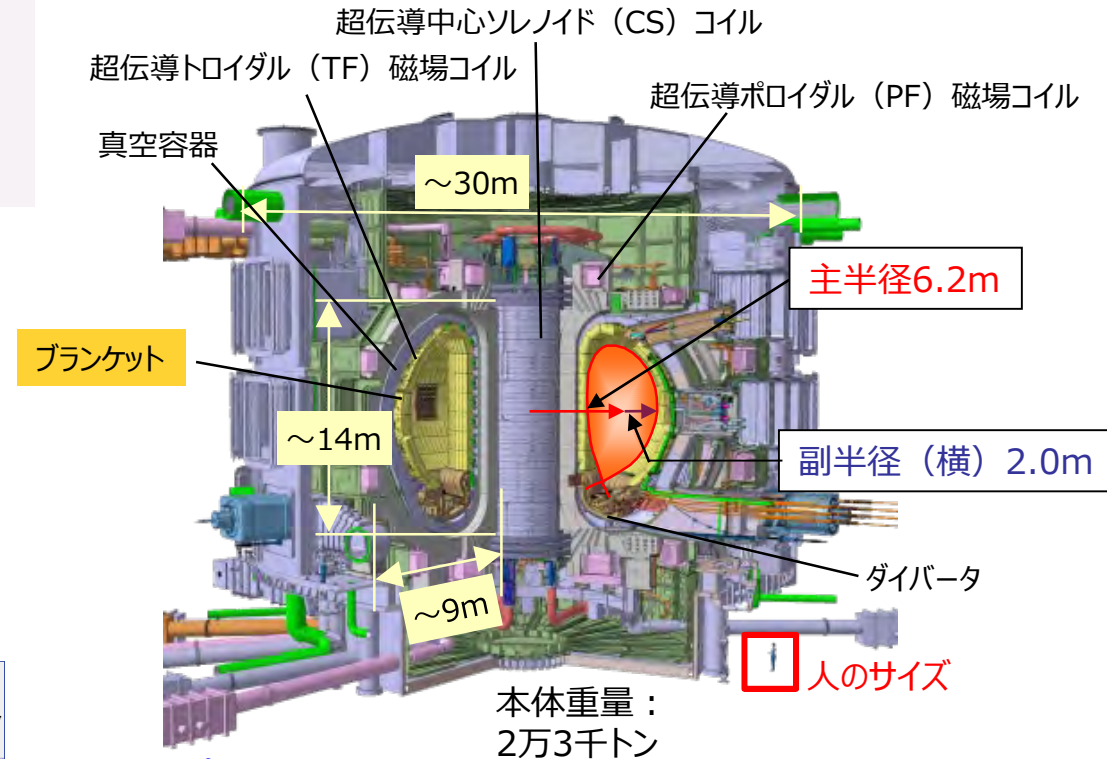 超伝導中心ソレノイド（CS）コイル
超伝導トロイダル（TF）磁場コイル
超伝導ポロイダル（PF）磁場コイル
真空容器
～30m
主半径6.2m
ブランケット
～14m
副半径（横）2.0m
ダイバータ
～9m
人のサイズ
本体重量：
2万3千トン